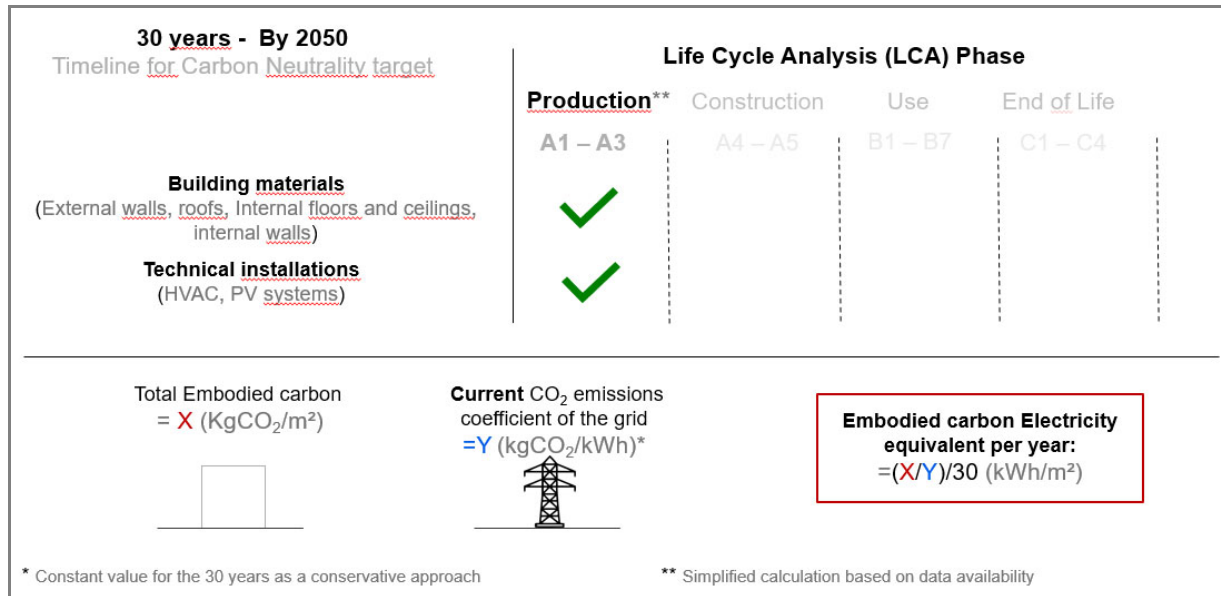 30 years - By 2050
Timeline for Carbon Neutrality target
Life Cycle Analysis (LCA) Phase
Production** Construction Use End of Life
A1 – A3 A4 – A5 B1 – B7 C1 – C4
Building materials
(External walls, roofs, Internal floors and ceilings,
internal walls)
Technical installations
(HVAC, PV systems)
Total Embodied carbon
= X (KgCO₂/m²)
Current CO₂ emissions
coefficient of the grid
=Y (kgCO₂/kWh)*
Embodied carbon Electricity
equivalent per year:
=(X/Y)/30 (kWh/m²)
* Constant value for the 30 years as a conservative approach
** Simplified calculation based on data availability